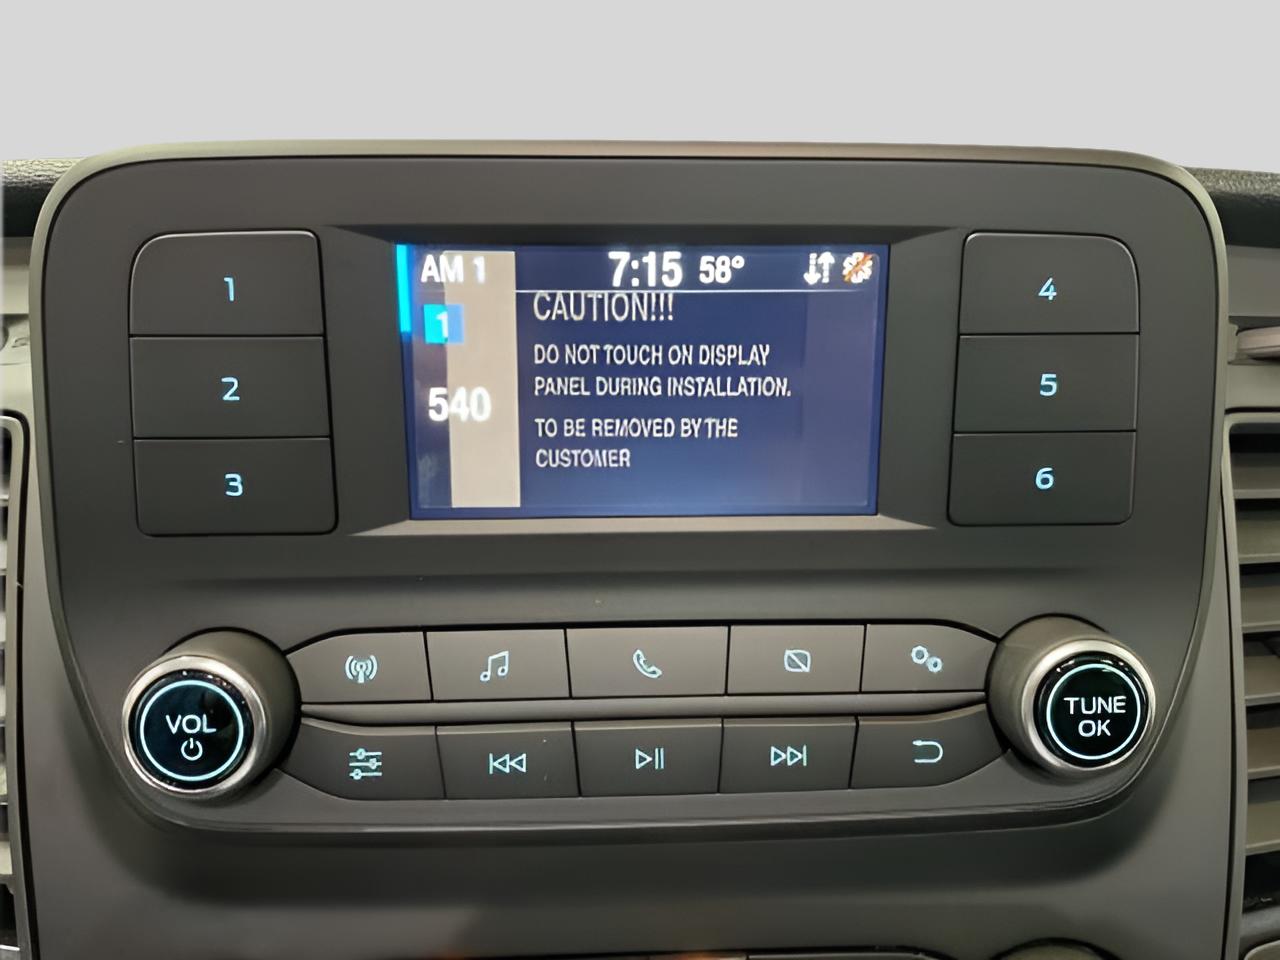 AM 1
7:15 58°
1
540
CAUTION!!!
DO NOT TOUCH ON DISPLAY
PANEL DURING INSTALLATION.
TO BE REMOVED BY THE
CUSTOMER
1
2
3
4
5
6
VOL
TUNE
OK